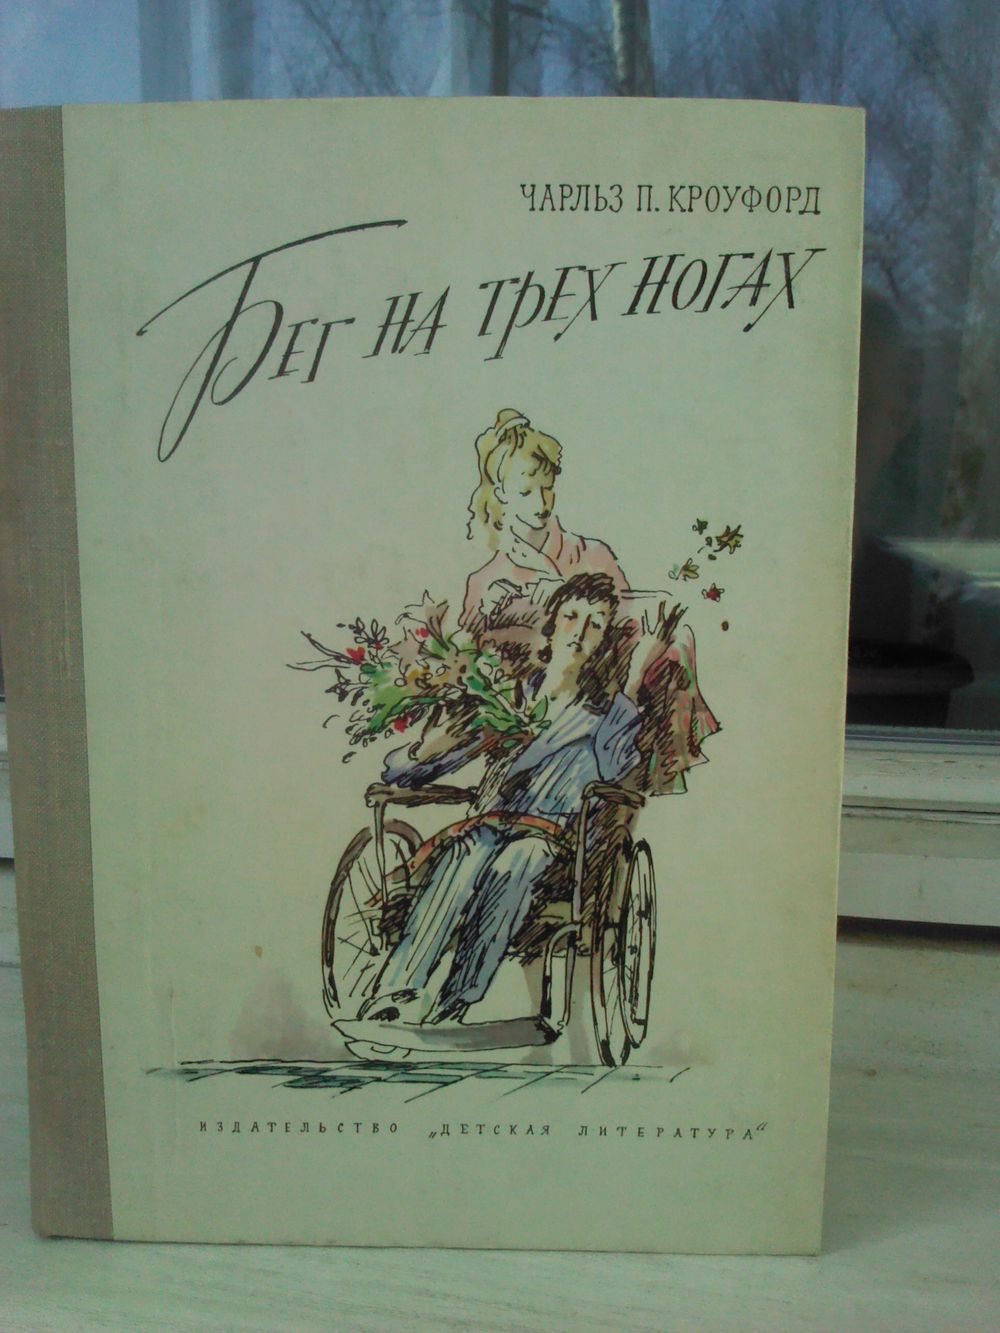 ЧАРЛЬЗ П. КРОУФОРД
БЕГ НА ТРЕХ НОГАХ
ИЗДАТЕЛЬСТВО „ДЕТСКАЯ ЛИТЕРАТУРА“